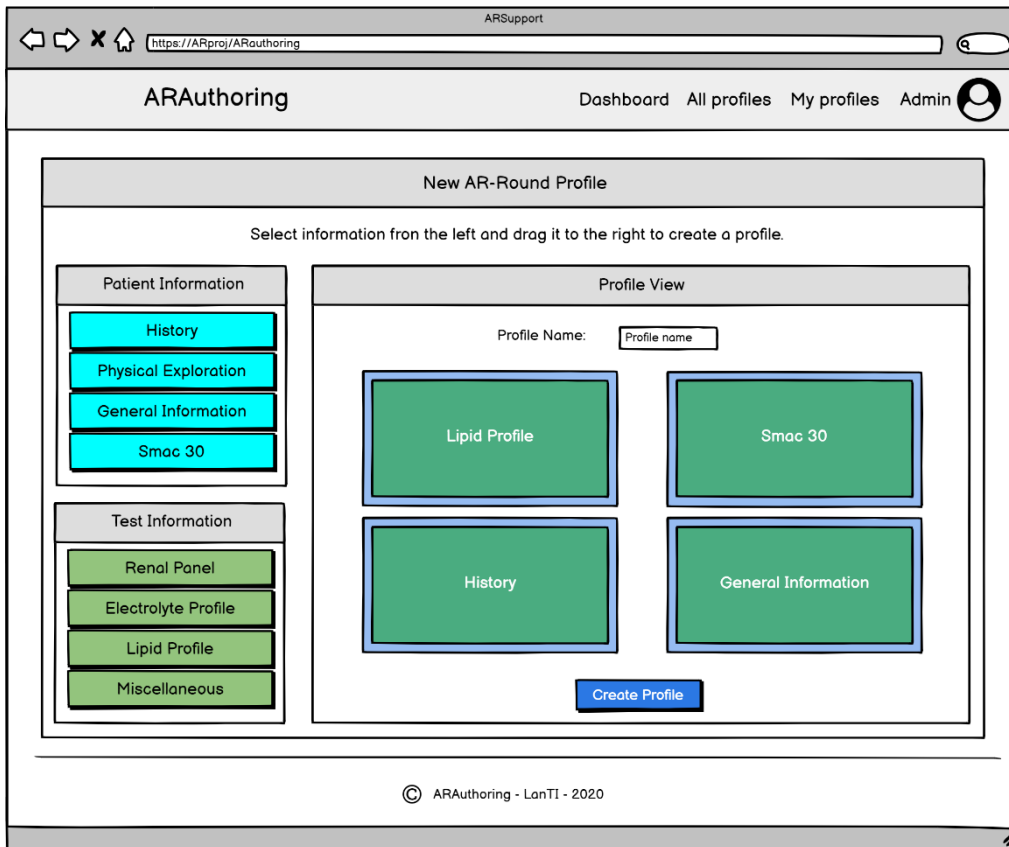 ARSupport
https://ARproj/ARauthoring
ARAuthoring
Dashboard All profiles My profiles Admin
New AR-Round Profile
Select information fron the left and drag it to the right to create a profile.
Patient Information
History
Physical Exploration
General Information
Smac 30
Test Information
Renal Panel
Electrolyte Profile
Lipid Profile
Miscellaneous
Profile View
Profile Name: Profile name
Lipid Profile
Smac 30
History
General Information
Create Profile
© ARAuthoring - LanTI - 2020